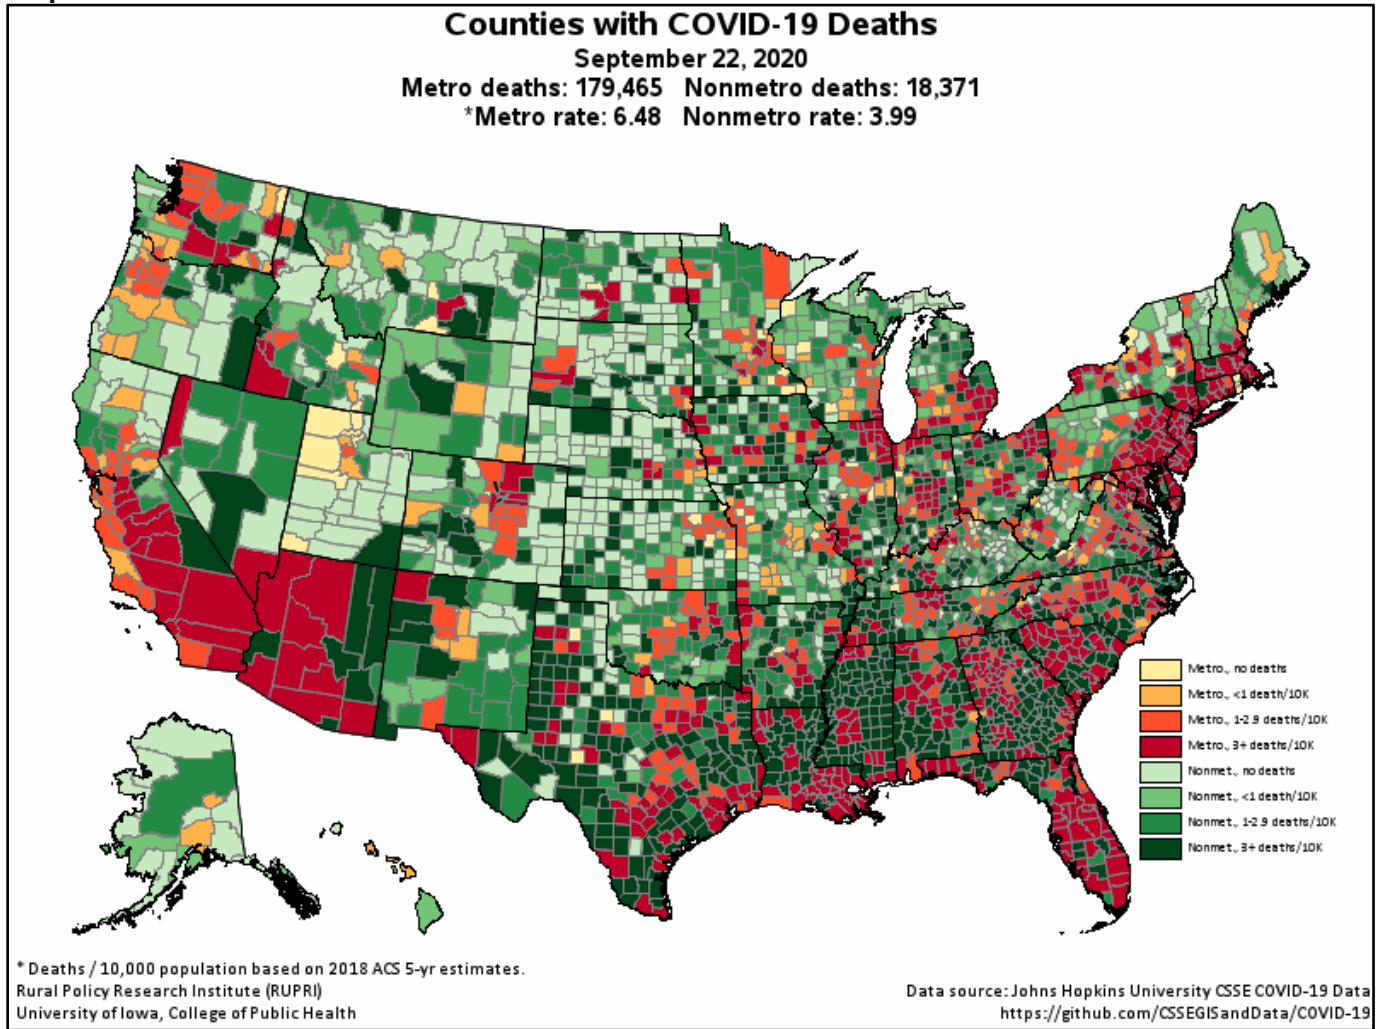 Counties with COVID-19 Deaths
September 22, 2020
Metro deaths: 179,465 Nonmetro deaths: 18,371
*Metro rate: 6.48 Nonmetro rate: 3.99
Metro., no deaths
Metro., <1 death/10K
Metro., 1-2.9 deaths/10K
Metro., 3+ deaths/10K
Nonmet., no deaths
Nonmet., <1 death/10K
Nonmet., 1-2.9 deaths/10K
Nonmet., 3+ deaths/10K
* Deaths / 10,000 population based on 2018 ACS 5-yr estimates.
Rural Policy Research Institute (RUPRI)
University of Iowa, College of Public Health
Data source: Johns Hopkins University CSSE COVID-19 Data
https://github.com/CSSEGISandData/COVID-19